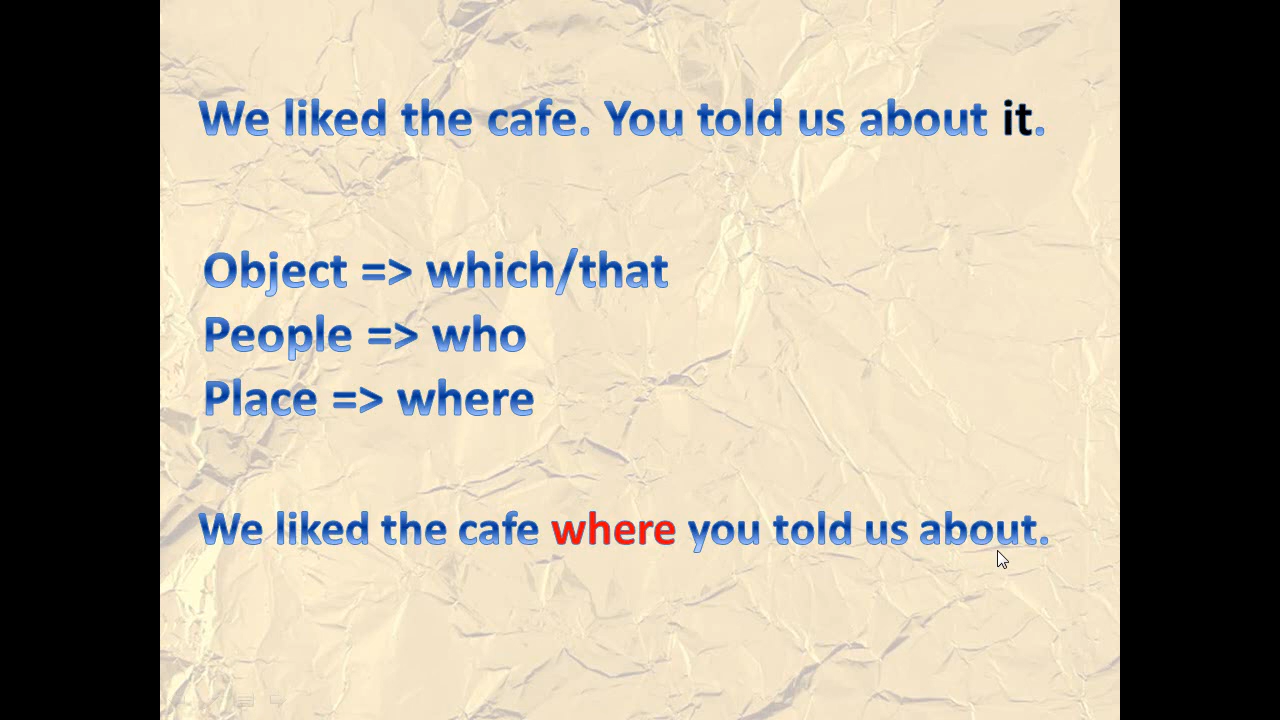 We liked the cafe. You told us about it.
Object => which/that
People => who
Place => where
We liked the cafe where you told us about.